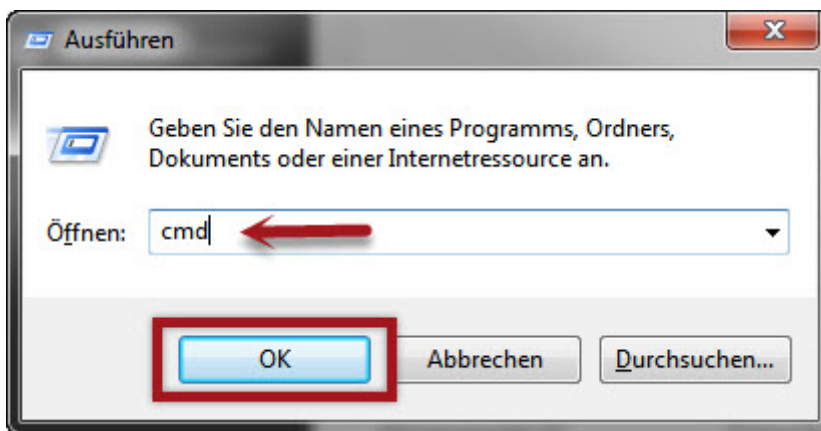 Ausführen
Geben Sie den Namen eines Programms, Ordners,
Dokuments oder einer Internetressource an.
Öffnen: cmd
OK Abbrechen Durchsuchen...